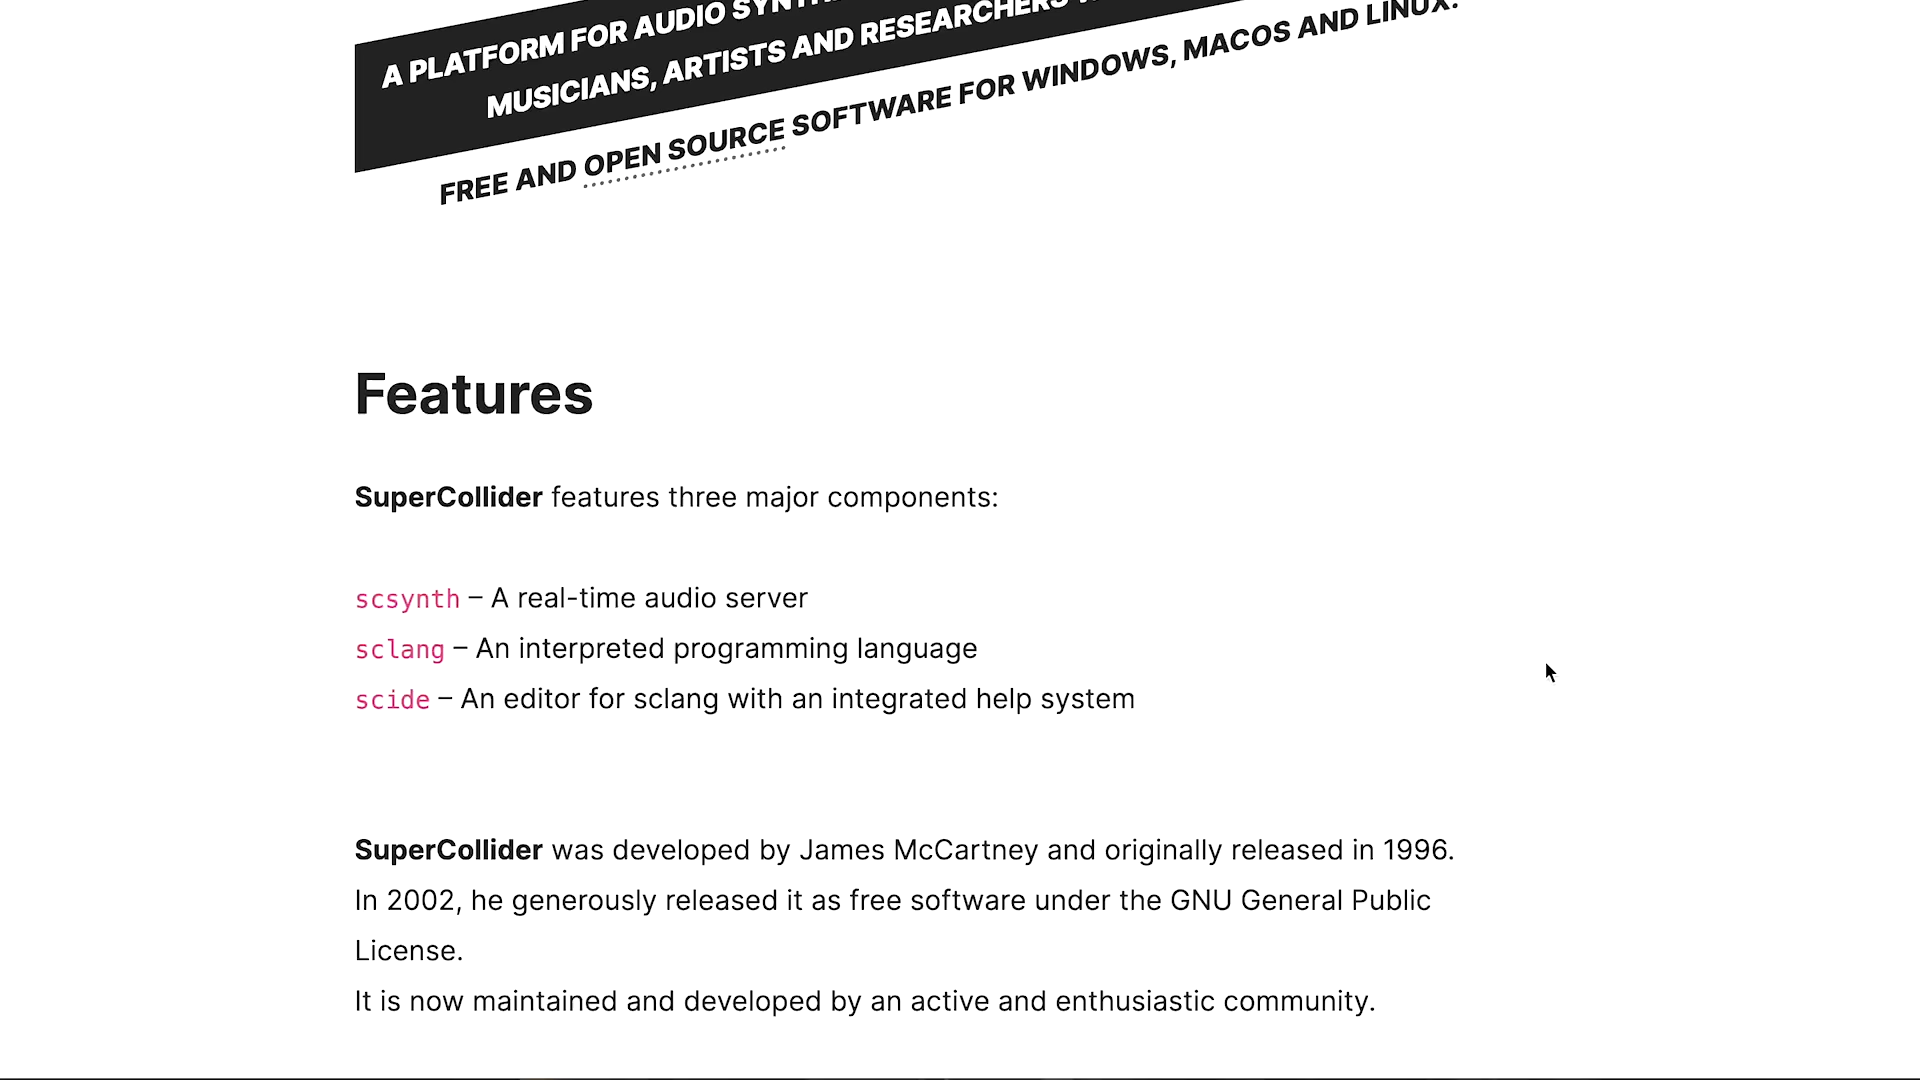 A PLATFORM FOR AUDIO
MUSICIANS, ARTISTS AND RESEARCHERS
FREE AND OPEN SOURCE SOFTWARE FOR WINDOWS, MACOS AND LINUX.
Features
SuperCollider features three major components:
scsynth – A real-time audio server
sclang – An interpreted programming language
scide – An editor for sclang with an integrated help system
SuperCollider was developed by James McCartney and originally released in 1996.
In 2002, he generously released it as free software under the GNU General Public
License.
It is now maintained and developed by an active and enthusiastic community.